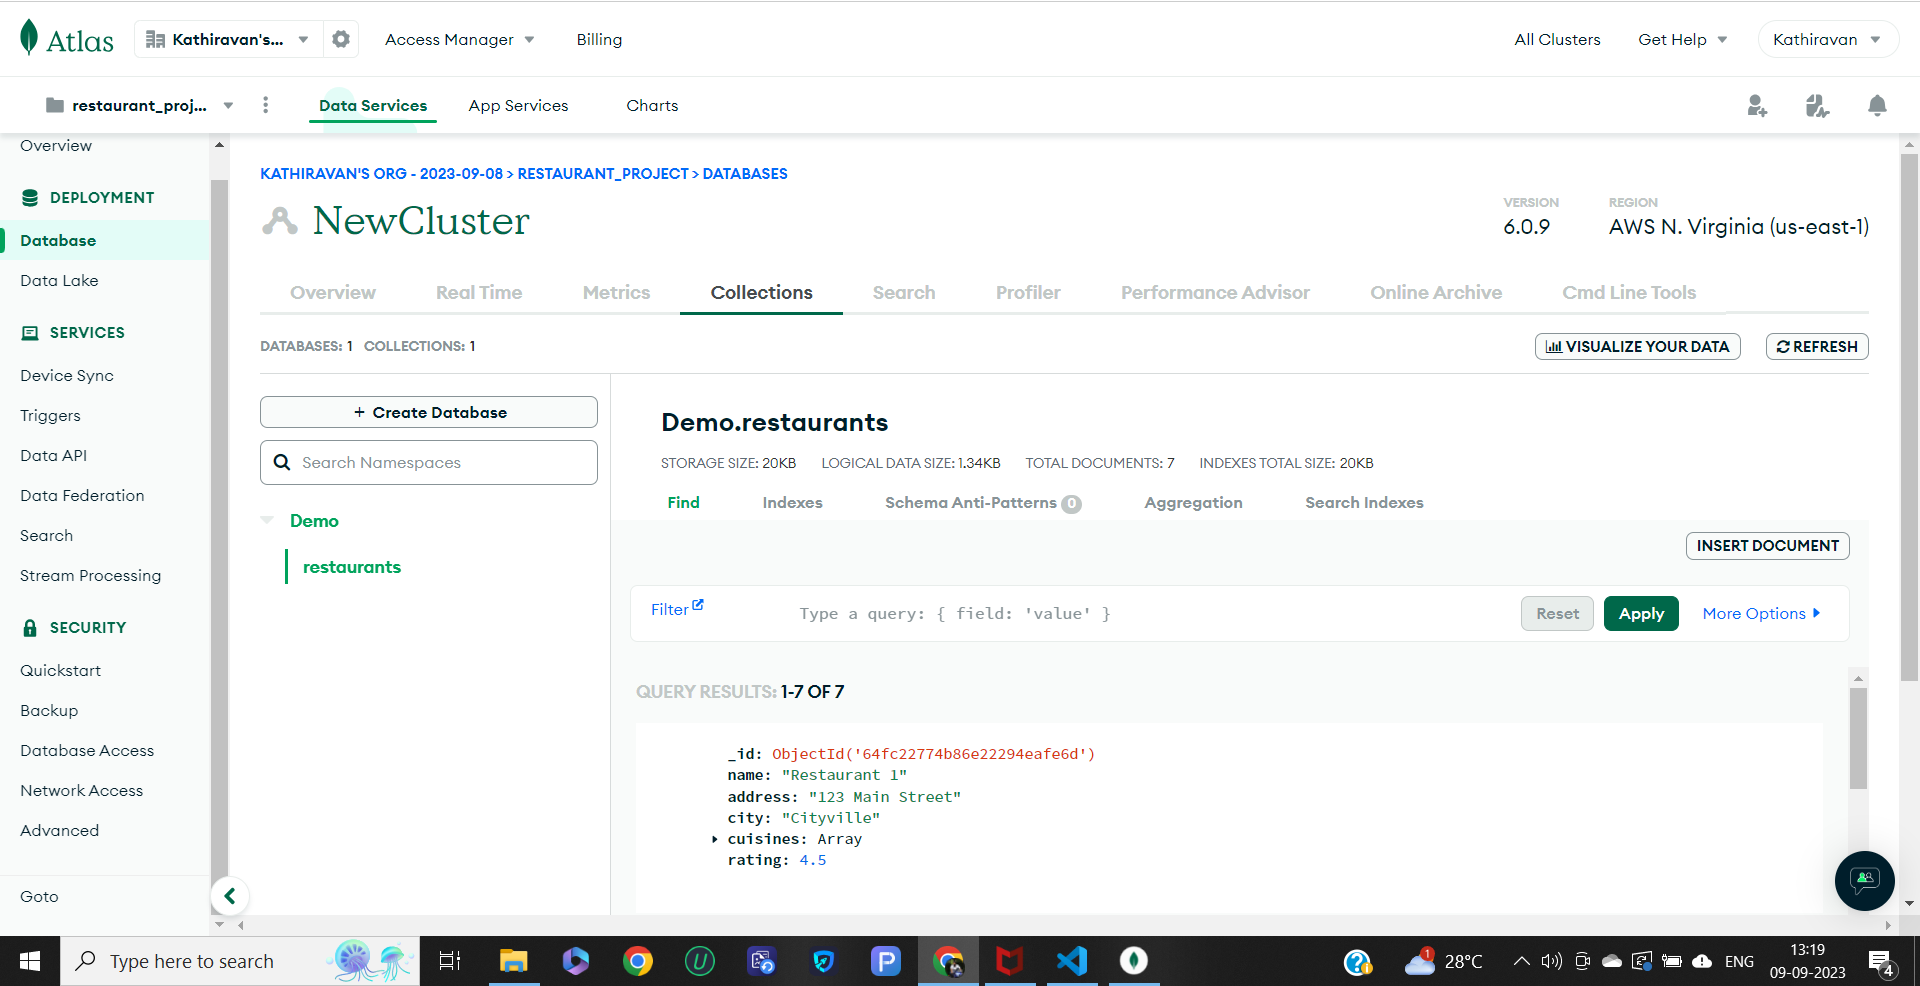 Atlas
Kathiravan's...
Access Manager
Billing
All Clusters
Get Help
Kathiravan
restaurant_proj...
Data Services
App Services
Charts
Overview
DEPLOYMENT
Database
Data Lake
SERVICES
Device Sync
Triggers
Data API
Data Federation
Search
Stream Processing
SECURITY
Quickstart
Backup
Database Access
Network Access
Advanced
Goto
KATHIRAVAN'S ORG - 2023-09-08 > RESTAURANT_PROJECT > DATABASES
NewCluster
VERSION
6.0.9
REGION
AWS N. Virginia (us-east-1)
Overview
Real Time
Metrics
Collections
Search
Profiler
Performance Advisor
Online Archive
Cmd Line Tools
DATABASES: 1 COLLECTIONS: 1
VISUALIZE YOUR DATA
REFRESH
+ Create Database
Search Namespaces
Demo
restaurants
Demo.restaurants
STORAGE SIZE: 20KB
LOGICAL DATA SIZE: 1.34KB
TOTAL DOCUMENTS: 7
INDEXES TOTAL SIZE: 20KB
Find
Indexes
Schema Anti-Patterns 0
Aggregation
Search Indexes
INSERT DOCUMENT
Filter
Type a query: { field: 'value' }
Reset
Apply
More Options
QUERY RESULTS: 1-7 OF 7
_id: ObjectId('64fc22774b86e22294eafe6d')
name: "Restaurant 1"
address: "123 Main Street"
city: "Cityville"
cuisines: Array
rating: 4.5
Type here to search
1
28°C
ENG
13:19
09-09-2023
4